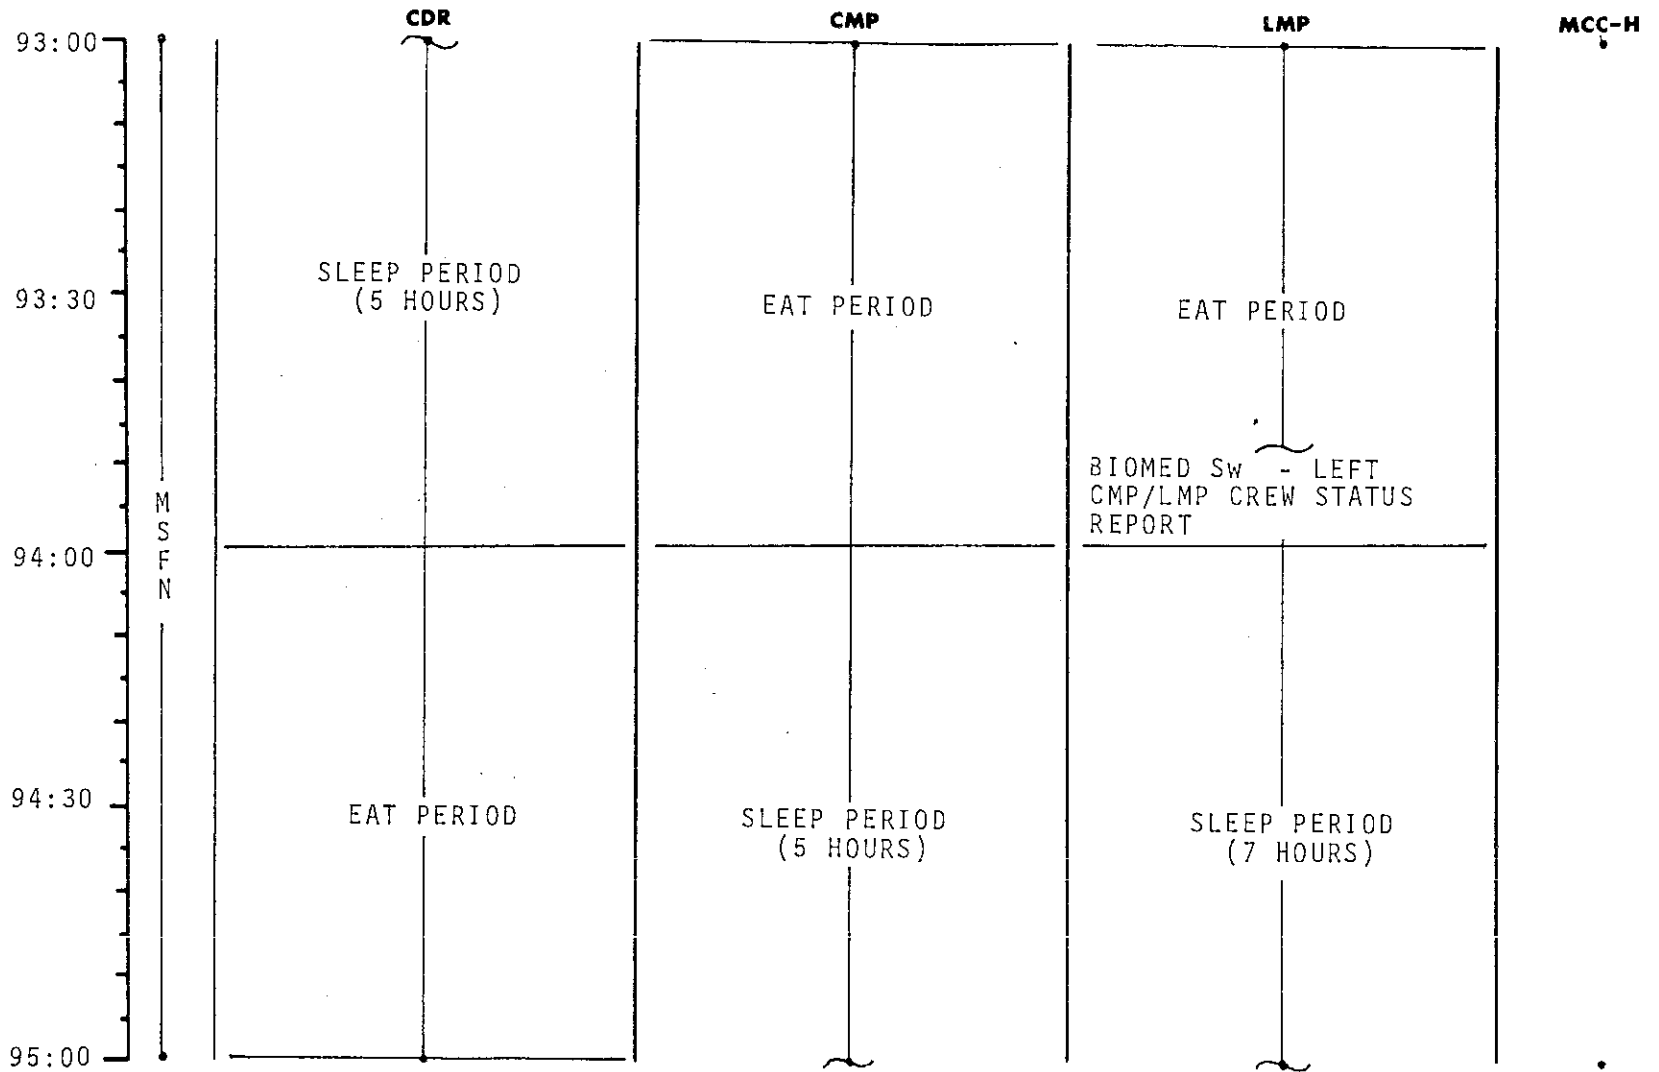 CDR CMP LMP MCC-H
93:00
SLEEP PERIOD
(5 HOURS)
93:30
EAT PERIOD
EAT PERIOD
BIOMED Sw - LEFT
CMP/LMP CREW STATUS
REPORT
M
S
F
N
94:00
94:30
EAT PERIOD
SLEEP PERIOD
(5 HOURS)
SLEEP PERIOD
(7 HOURS)
95:00